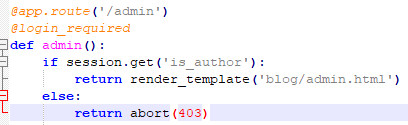 @app.route('/admin')
@login_required
def admin():
    if session.get('is_author'):
        return render_template('blog/admin.html')
    else:
        return abort(403)